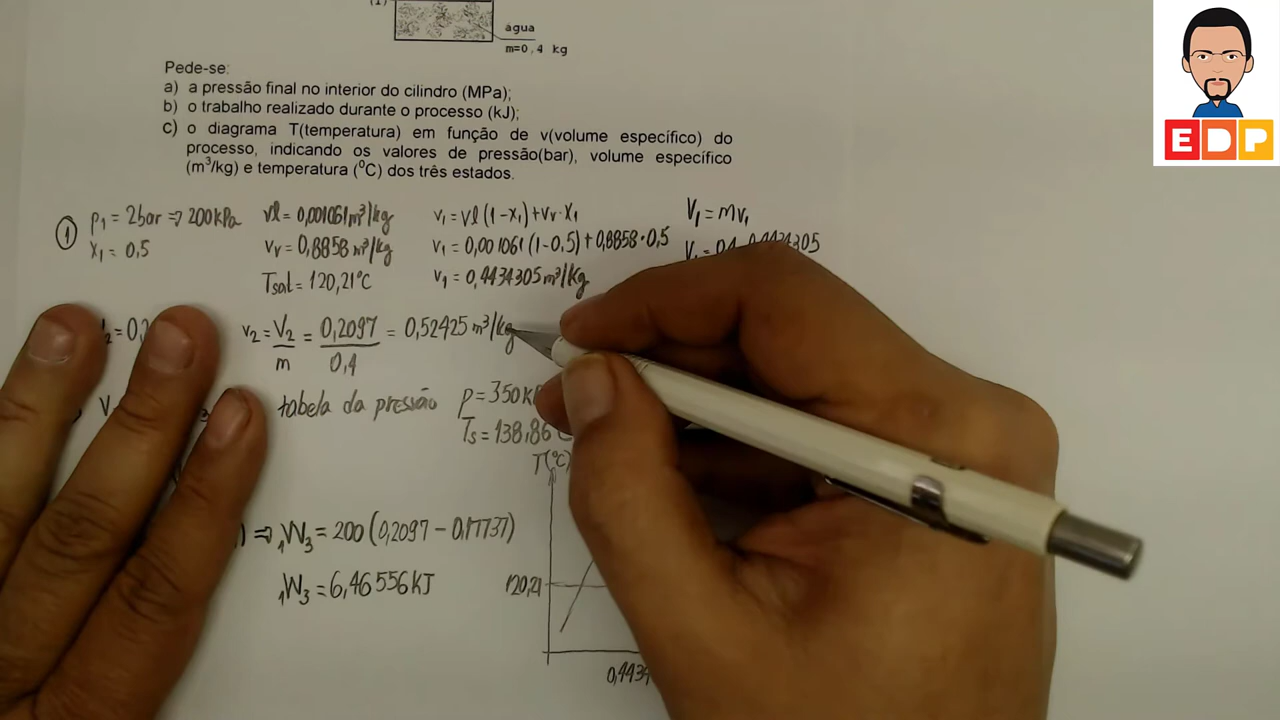 água
m=0,4 kg
Pede-se:
a) a pressão final no interior do cilindro (MPa);
b) o trabalho realizado durante o processo (kJ);
c) o diagrama T(temperatura) em função de v(volume específico) do
processo, indicando os valores de pressão(bar), volume específico
(m³/kg) e temperatura (⁰C) dos três estados.
1 P₁ = 2bar ⇒ 200kPa vl = 0,001061 m³/kg v₁ = vl (1-x₁) + vv · x₁ V₁ = mv₁
x₁ = 0,5 vv = 0,8858 m³/kg v₁ = 0,001061 (1-0,5) + 0,8858 · 0,5
Tsat = 120,21°C v₁ = 0,4434305 m³/kg
v₂ = V₂/m = 0,2097/0,4 = 0,52425 m³/kg
tabela da pressão p = 350
Ts = 138,86
T(°C)
⇒ ₁W₃ = 200 (0,2097 - 0,17737)
₁W₃ = 6,46556 kJ
120,21
0,4434
EDP